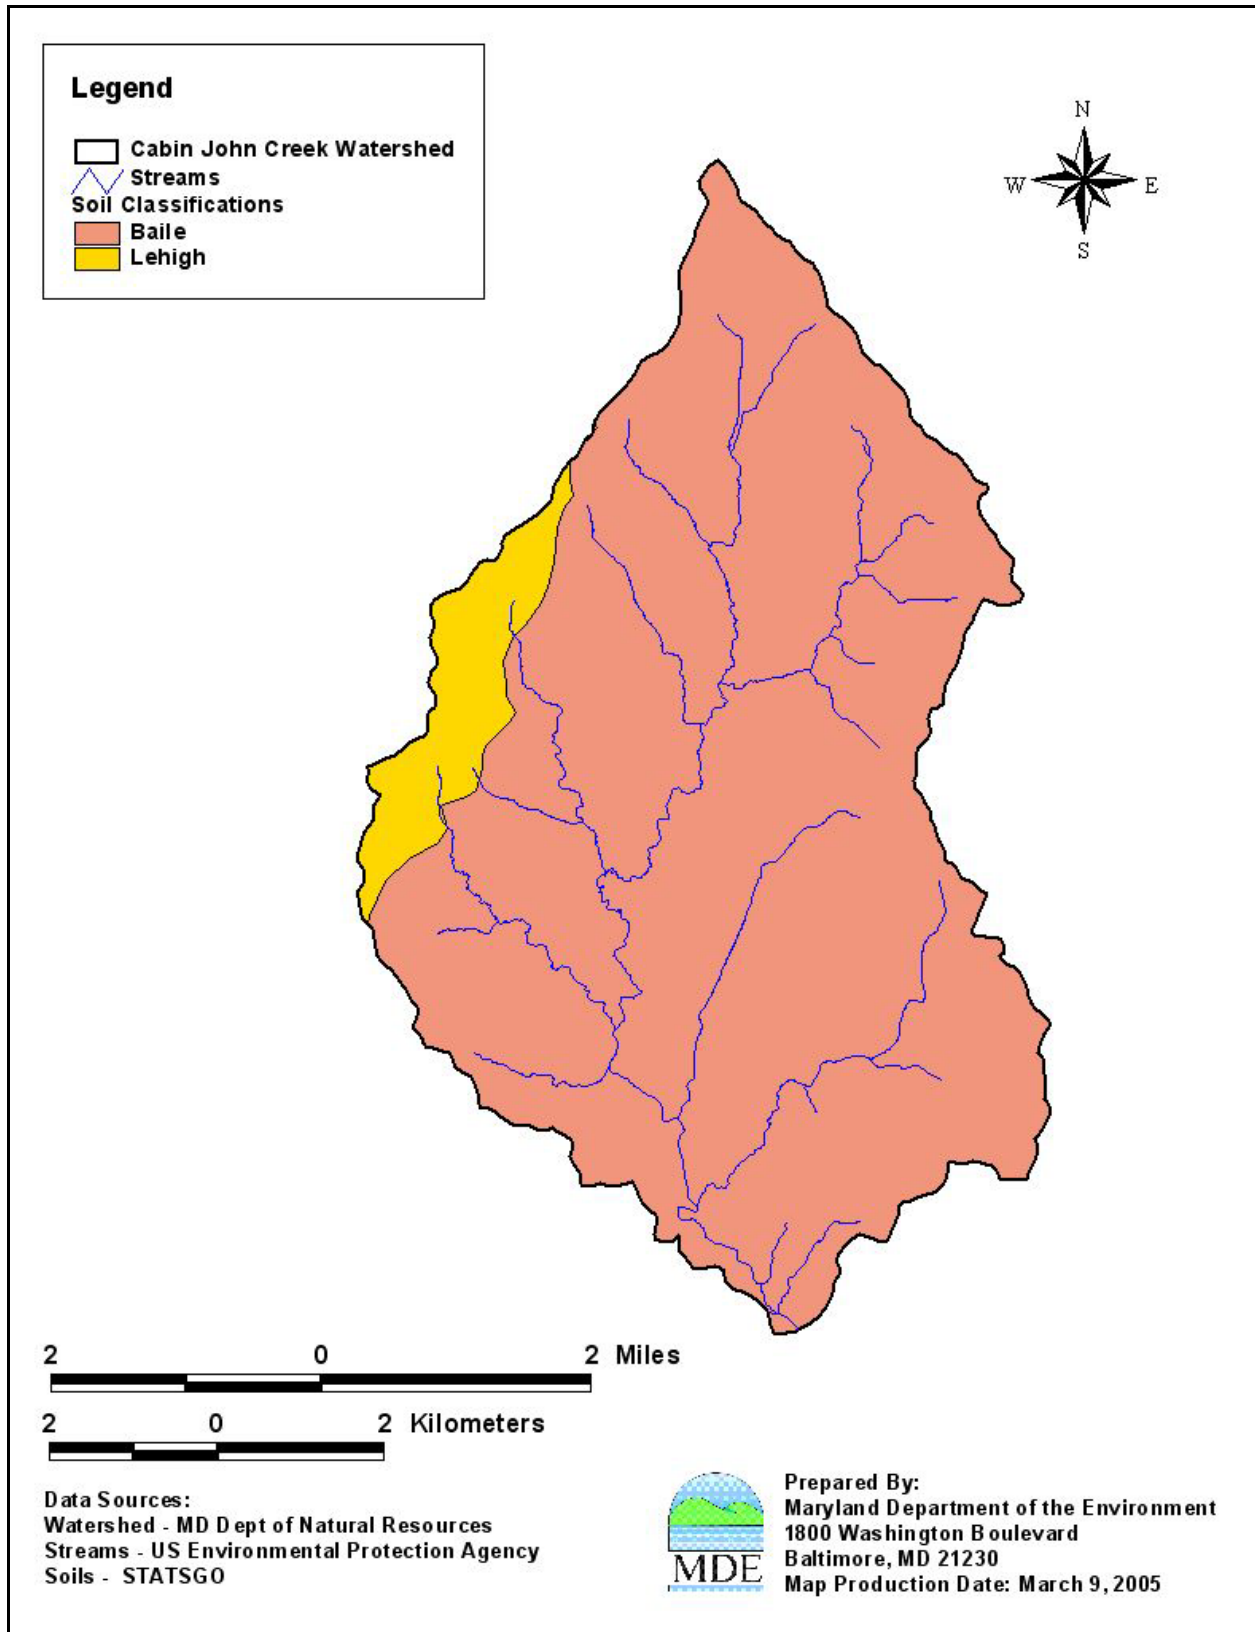 Legend
Cabin John Creek Watershed
Streams
Soil Classifications
Baile
Lehigh
N
W E
S
2 0 2 Miles
2 0 2 Kilometers
Data Sources:
Watershed - MD Dept of Natural Resources
Streams - US Environmental Protection Agency
Soils - STATSGO
MDE
Prepared By:
Maryland Department of the Environment
1800 Washington Boulevard
Baltimore, MD 21230
Map Production Date: March 9, 2005